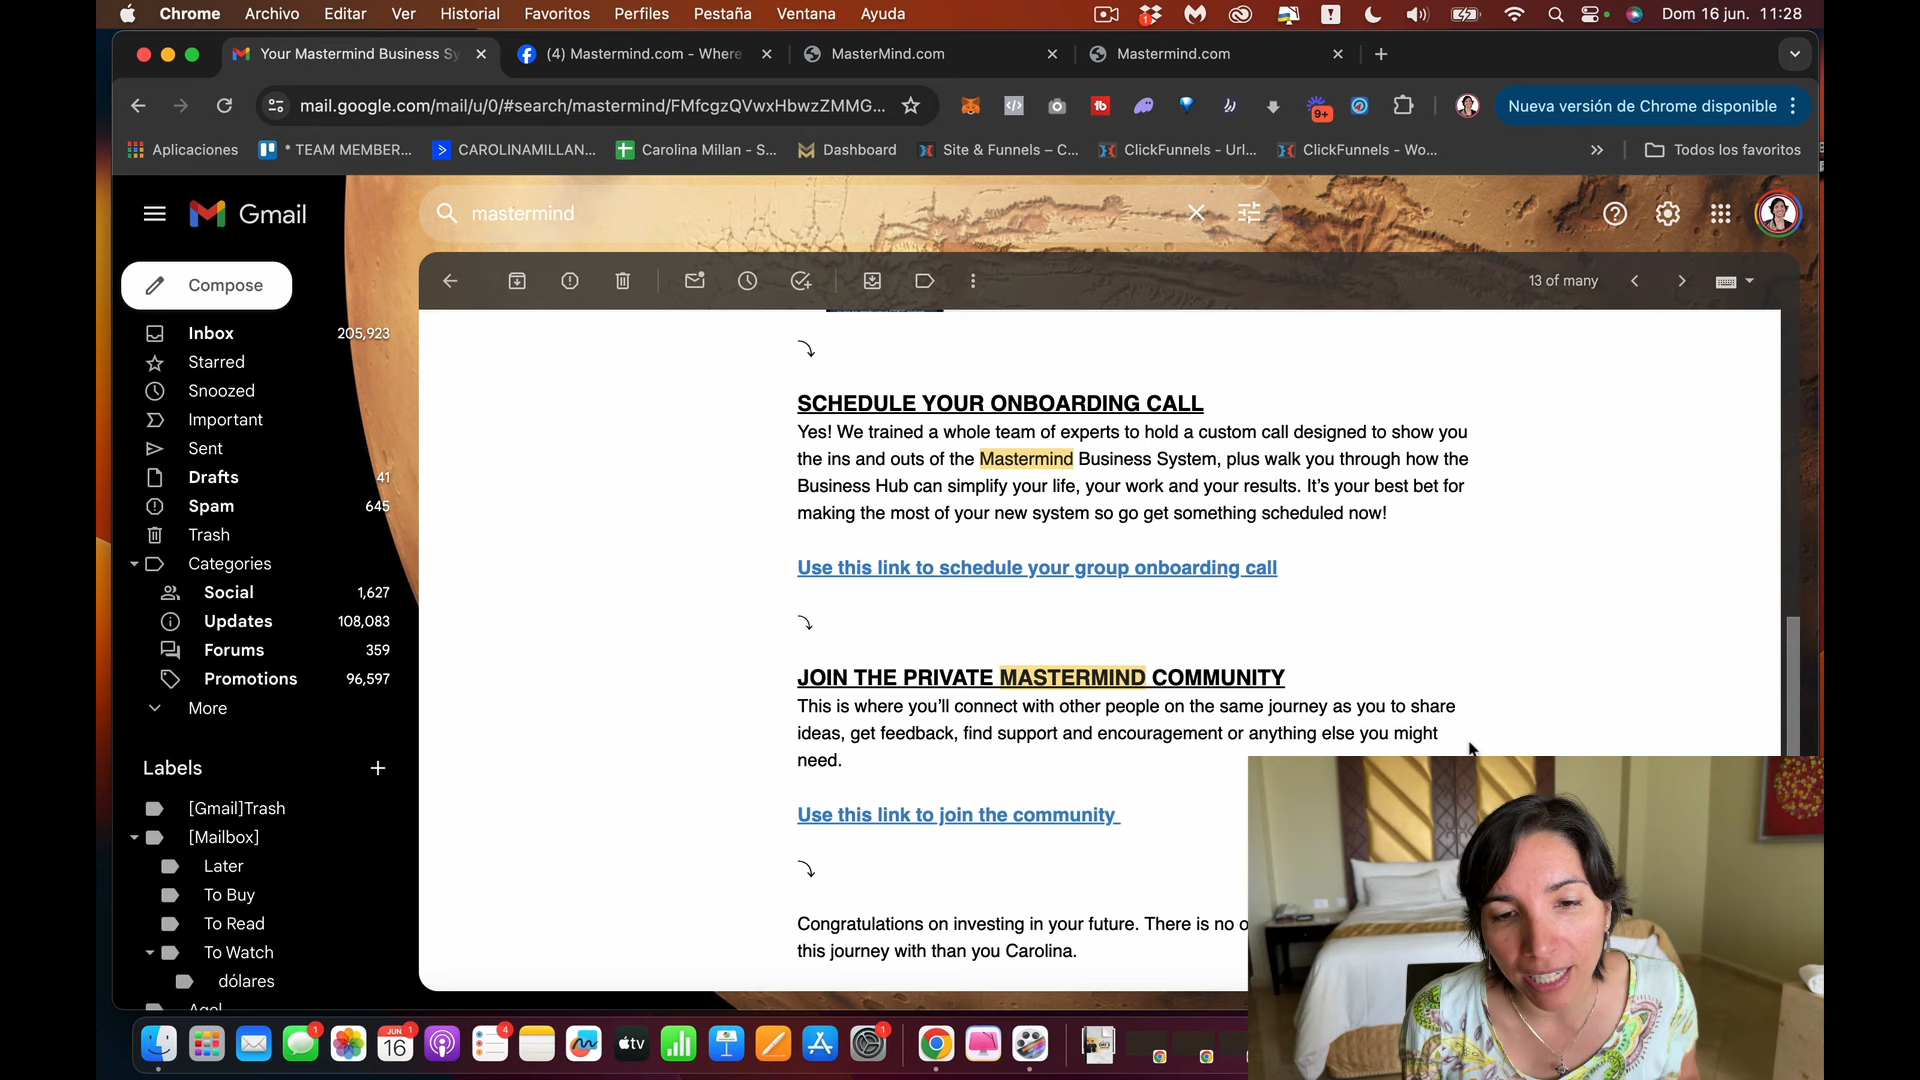 Chrome Archivo Editar Ver Historial Favoritos Perfiles Pestaña Ventana Ayuda Dom 16 jun. 11:28
Your Mastermind Business Sy (4) Mastermind.com - Where MasterMind.com Mastermind.com
mail.google.com/mail/u/0/#search/mastermind/FMfcgzQVwxHbwzZMMG... 9+ Nueva versión de Chrome disponible
Aplicaciones * TEAM MEMBER... CAROLINAMILLAN... Carolina Millan - S... Dashboard Site & Funnels – C... ClickFunnels - Url... ClickFunnels - Wo... Todos los favoritos
Gmail
mastermind
Compose
13 of many
Inbox 205,923
Starred
Snoozed
Important
Sent
Drafts 41
Spam 645
Trash
Categories
Social 1,627
Updates 108,083
Forums 359
Promotions 96,597
More
Labels
[Gmail]Trash
[Mailbox]
Later
To Buy
To Read
To Watch
dólares
SCHEDULE YOUR ONBOARDING CALL
Yes! We trained a whole team of experts to hold a custom call designed to show you
the ins and outs of the Mastermind Business System, plus walk you through how the
Business Hub can simplify your life, your work and your results. It's your best bet for
making the most of your new system so go get something scheduled now!
Use this link to schedule your group onboarding call
JOIN THE PRIVATE MASTERMIND COMMUNITY
This is where you'll connect with other people on the same journey as you to share
ideas, get feedback, find support and encouragement or anything else you might
need.
Use this link to join the community
Congratulations on investing in your future. There is no o
this journey with than you Carolina.
JUN
16
tv